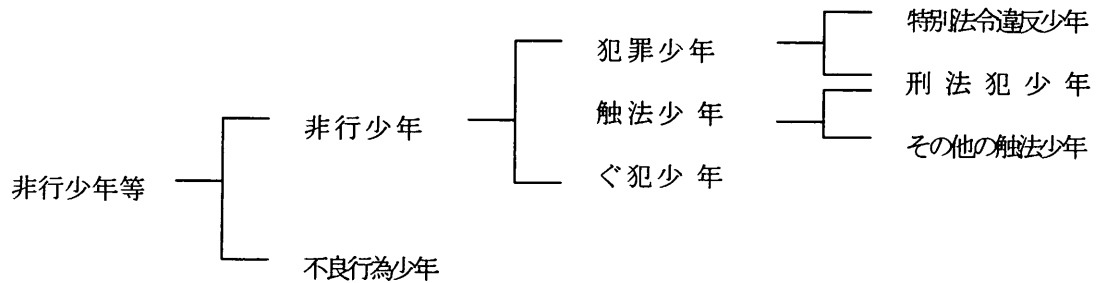 特別法令違反少年
犯罪少年
刑法犯少年
触法少年
非行少年
その他の触法少年
非行少年等
ぐ犯少年
不良行為少年